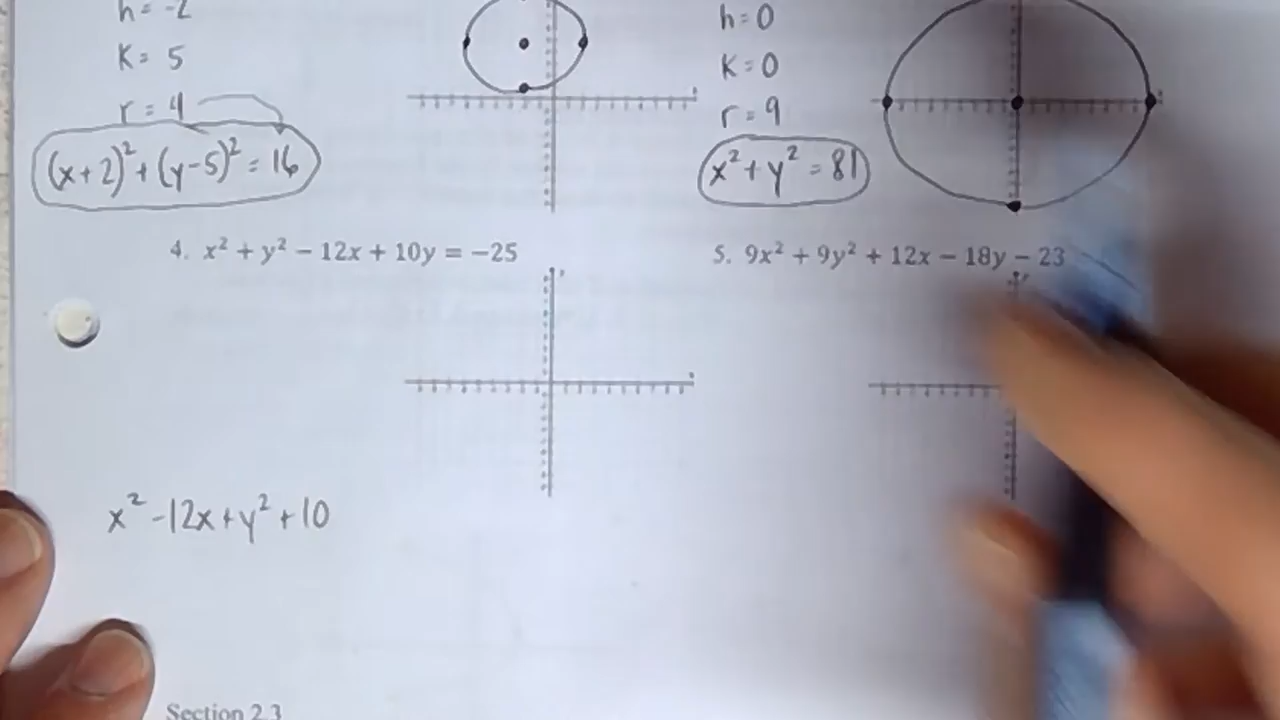 h = -2
K = 5
r = 4
(x+2)² + (y-5)² = 16
h = 0
K = 0
r = 9
x² + y² = 81
4. x² + y² − 12x + 10y = −25
5. 9x² + 9y² + 12x − 18y − 23
x² - 12x + y² + 10
Section 2.3